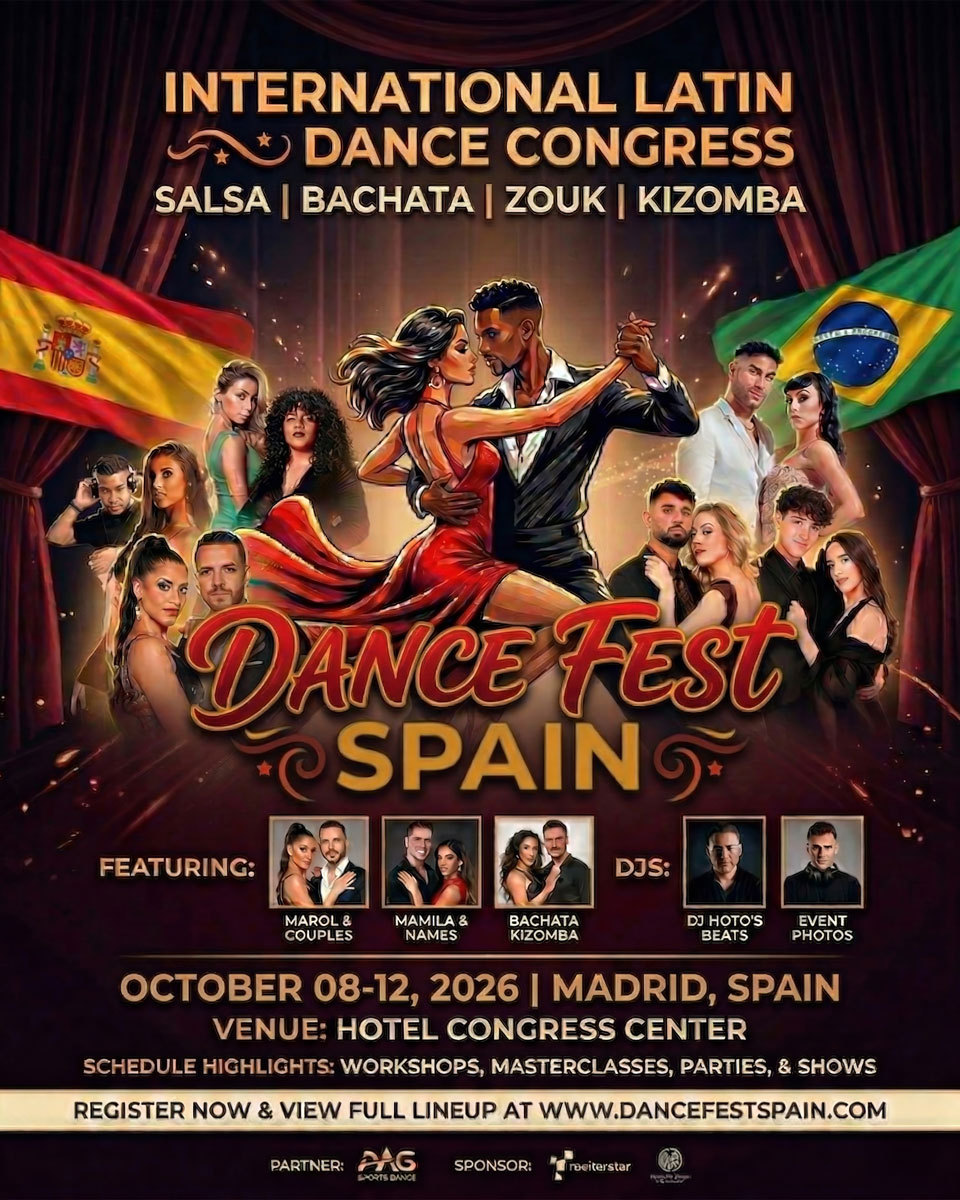 INTERNATIONAL LATIN
DANCE CONGRESS
SALSA | BACHATA | ZOUK | KIZOMBA
DANCE FEST
SPAIN
FEATURING:
MAROL & COUPLES
MAMILA & NAMES
BACHATA KIZOMBA
DJS:
DJ HOTO'S BEATS
EVENT PHOTOS
OCTOBER 08-12, 2026 | MADRID, SPAIN
VENUE: HOTEL CONGRESS CENTER
SCHEDULE HIGHLIGHTS: WORKSHOPS, MASTERCLASSES, PARTIES, & SHOWS
REGISTER NOW & VIEW FULL LINEUP AT WWW.DANCEFESTSPAIN.COM
PARTNER:
SPORTS DANCE
SPONSOR: